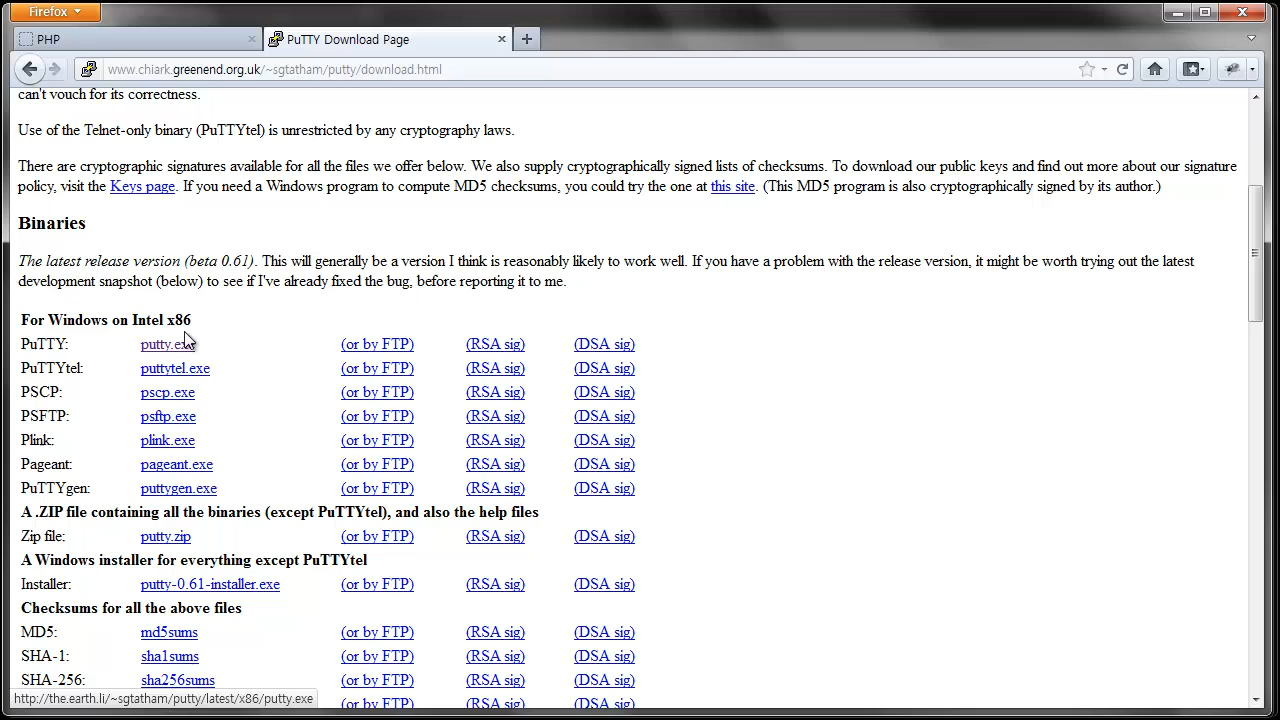 Firefox
PHP
PuTTY Download Page
www.chiark.greenend.org.uk/~sgtatham/putty/download.html
can't vouch for its correctness.
Use of the Telnet-only binary (PuTTYtel) is unrestricted by any cryptography laws.
There are cryptographic signatures available for all the files we offer below. We also supply cryptographically signed lists of checksums. To download our public keys and find out more about our signature
policy, visit the Keys page. If you need a Windows program to compute MD5 checksums, you could try the one at this site. (This MD5 program is also cryptographically signed by its author.)
Binaries
The latest release version (beta 0.61). This will generally be a version I think is reasonably likely to work well. If you have a problem with the release version, it might be worth trying out the latest
development snapshot (below) to see if I've already fixed the bug, before reporting it to me.
For Windows on Intel x86
PuTTY: putty.exe (or by FTP) (RSA sig) (DSA sig)
PuTTYtel: puttytel.exe (or by FTP) (RSA sig) (DSA sig)
PSCP: pscp.exe (or by FTP) (RSA sig) (DSA sig)
PSFTP: psftp.exe (or by FTP) (RSA sig) (DSA sig)
Plink: plink.exe (or by FTP) (RSA sig) (DSA sig)
Pageant: pageant.exe (or by FTP) (RSA sig) (DSA sig)
PuTTYgen: puttygen.exe (or by FTP) (RSA sig) (DSA sig)
A .ZIP file containing all the binaries (except PuTTYtel), and also the help files
Zip file: putty.zip (or by FTP) (RSA sig) (DSA sig)
A Windows installer for everything except PuTTYtel
Installer: putty-0.61-installer.exe (or by FTP) (RSA sig) (DSA sig)
Checksums for all the above files
MD5: md5sums (or by FTP) (RSA sig) (DSA sig)
SHA-1: sha1sums (or by FTP) (RSA sig) (DSA sig)
SHA-256: sha256sums (or by FTP) (RSA sig) (DSA sig)
http://the.earth.li/~sgtatham/putty/latest/x86/putty.exe (or by FTP) (RSA sig) (DSA sig)